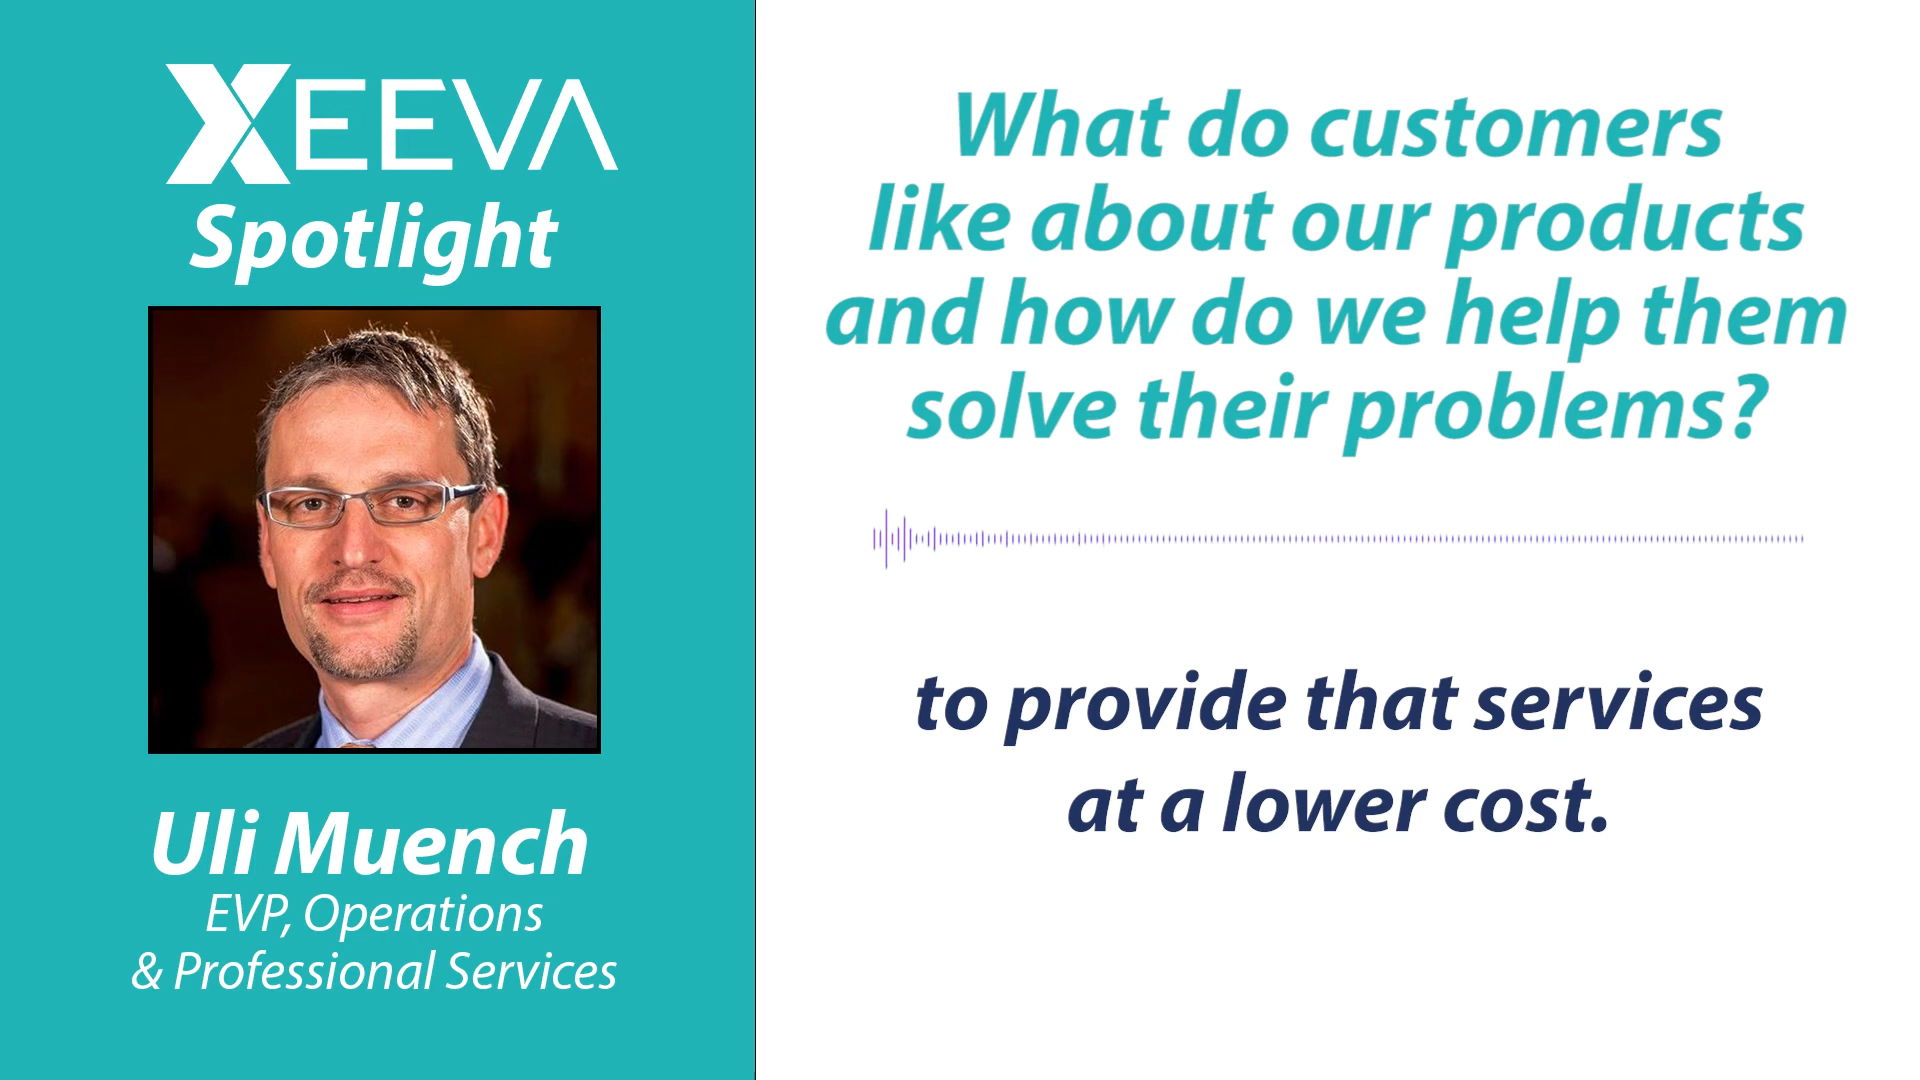 XEEVA
Spotlight
Uli Muench
EVP, Operations
& Professional Services
What do customers
like about our products
and how do we help them
solve their problems?
to provide that services
at a lower cost.